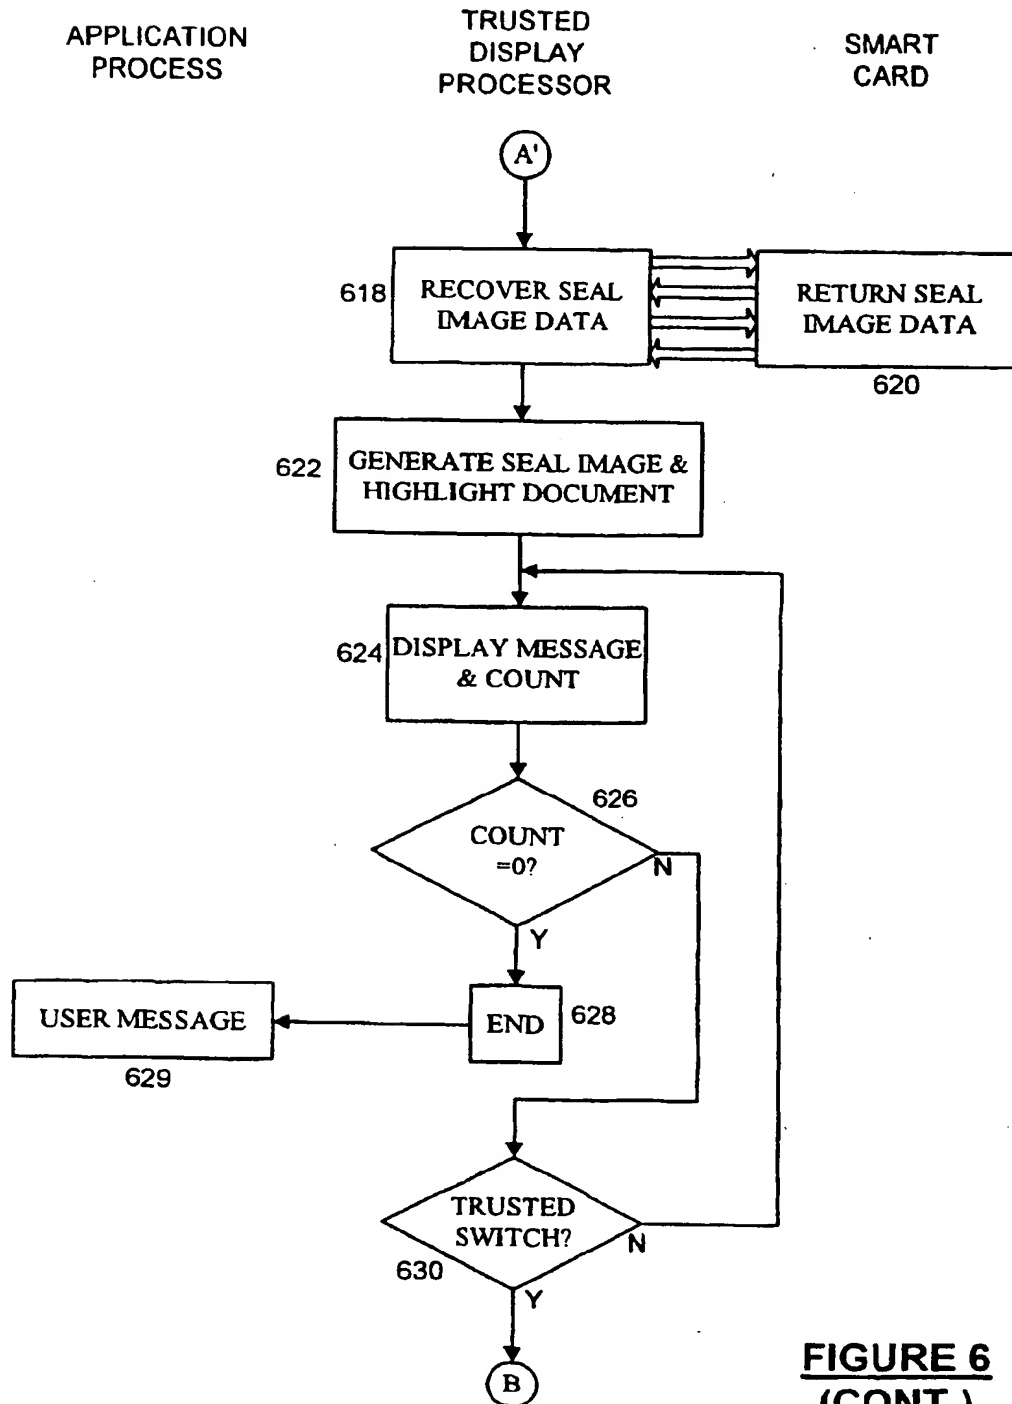 APPLICATION
PROCESS
TRUSTED
DISPLAY
PROCESSOR
SMART
CARD
A'
618
RECOVER SEAL
IMAGE DATA
RETURN SEAL
IMAGE DATA
620
622
GENERATE SEAL IMAGE &
HIGHLIGHT DOCUMENT
624
DISPLAY MESSAGE
& COUNT
626
COUNT
=0?
N
Y
USER MESSAGE
629
END
628
TRUSTED
SWITCH?
N
630
Y
B
FIGURE 6
(CONT.)